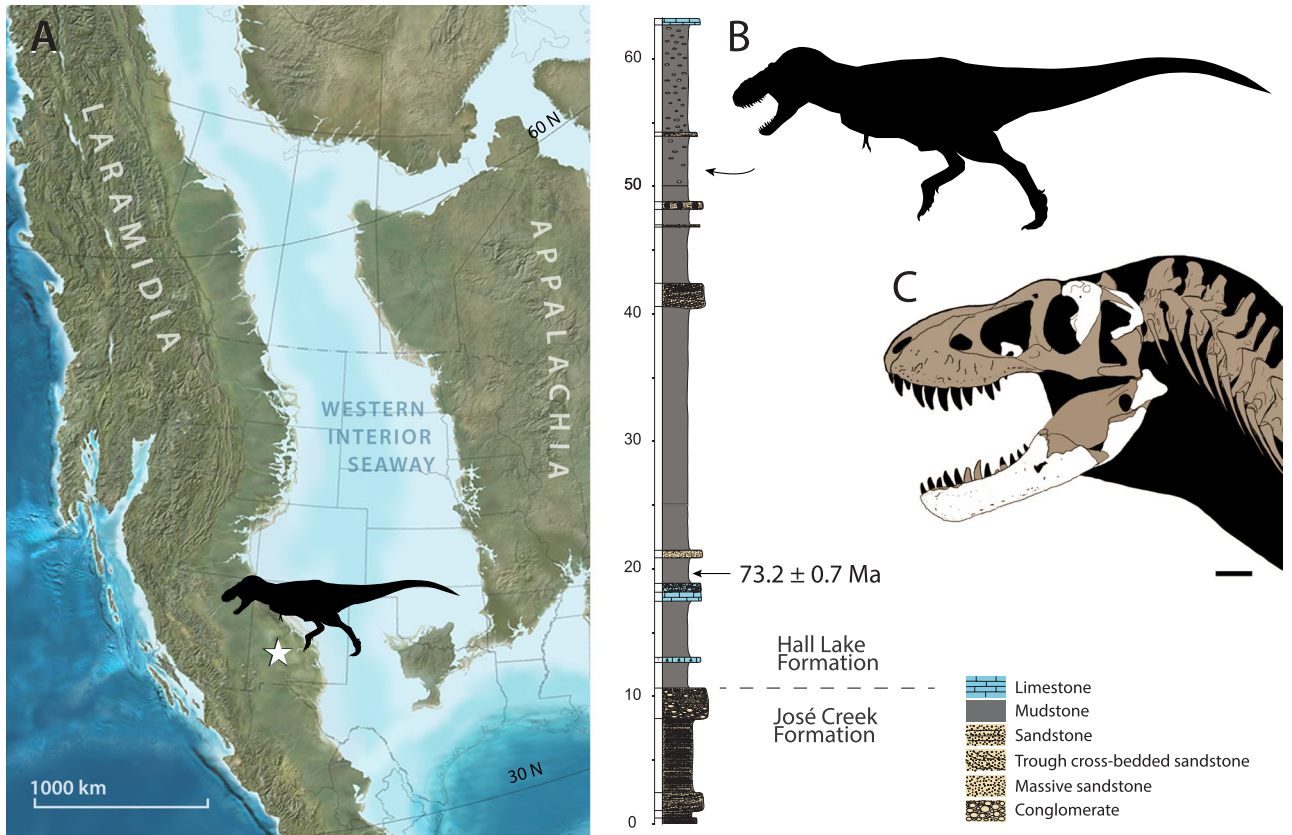 A
LARAMIDIA
APPALACHIA
60 N
WESTERN
INTERIOR
SEAWAY
30 N
1000 km
60
50
40
30
20
10
0
73.2 ± 0.7 Ma
Hall Lake
Formation
José Creek
Formation
B
C
Limestone
Mudstone
Sandstone
Trough cross-bedded sandstone
Massive sandstone
Conglomerate